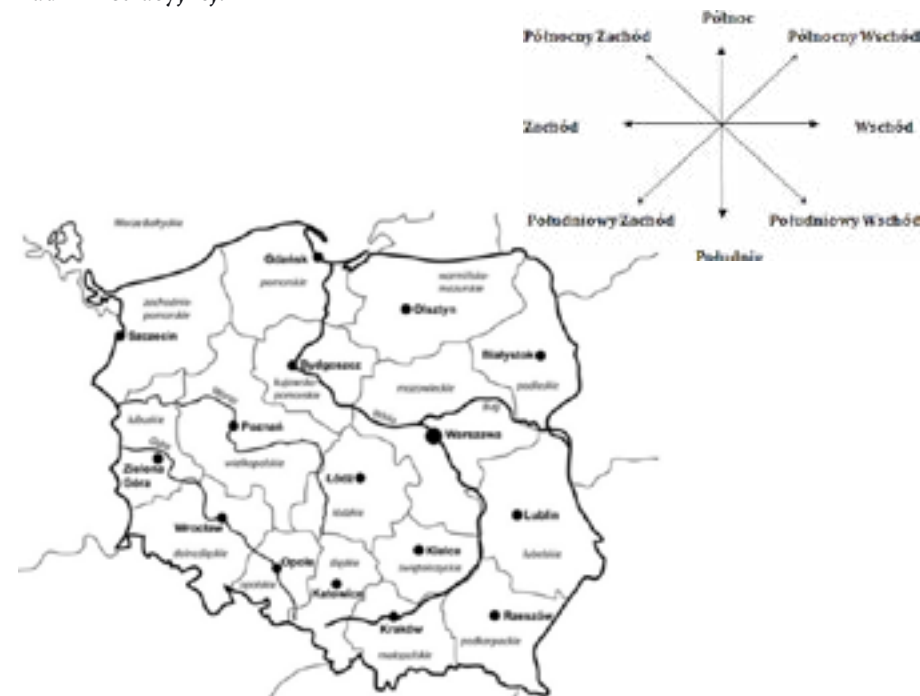 Północ
Północny Zachód
Północny Wschód
Zachód
Wschód
Południowy Zachód
Południowy Wschód
Południe
Gdańsk
pomorskie
warmińsko-
mazurskie
zachodnio-
pomorskie
Olsztyn
Szczecin
Białystok
Bydgoszcz
kujawsko-
pomorskie
mazowieckie
podlaskie
Bug
lubuskie
Poznań
Warszawa
Zielona
Góra
wielkopolskie
Łódź
łódzkie
Wrocław
Lublin
dolnośląskie
Kielce
lubelskie
Opole
śląskie
świętokrzyskie
opolskie
Katowice
Rzeszów
Kraków
podkarpackie
małopolskie